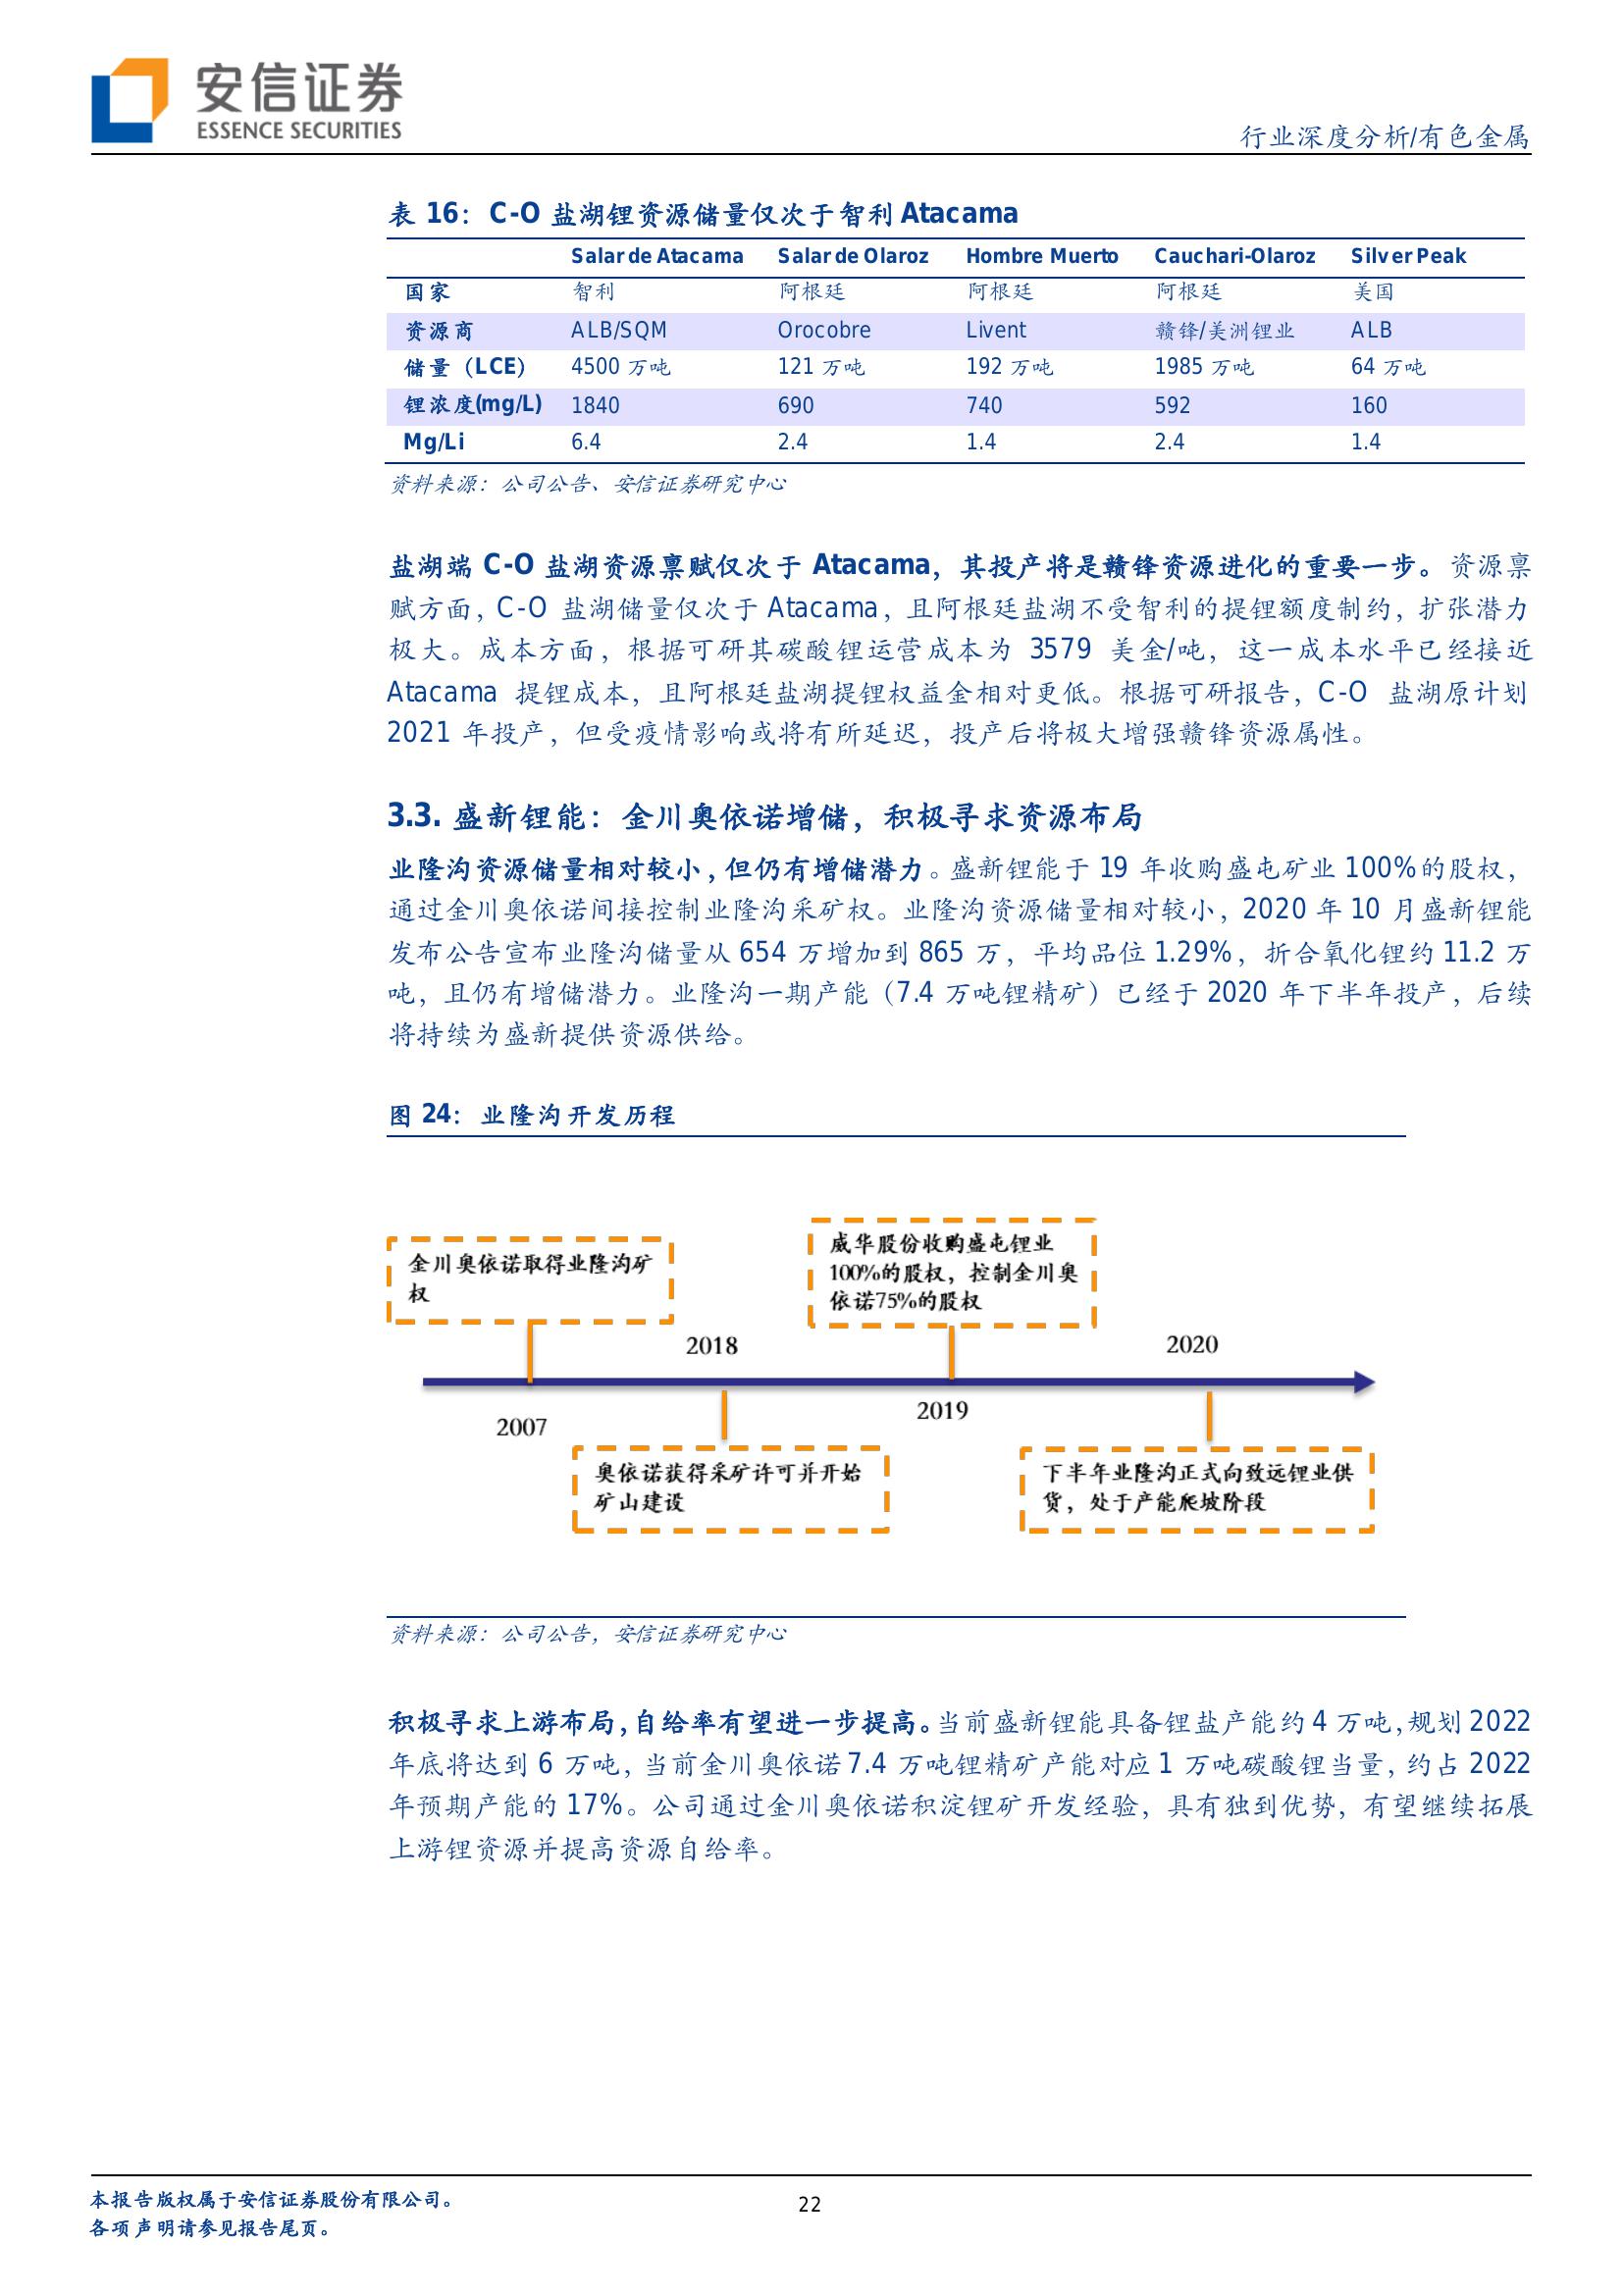 安信证券
ESSENCE SECURITIES
行业深度分析/有色金属
表 16：C-O 盐湖锂资源储量仅次于智利 Atacama
Salar de Atacama Salar de Olaroz Hombre Muerto Cauchari-Olaroz Silver Peak
国家 智利 阿根廷 阿根廷 阿根廷 美国
资源商 ALB/SQM Orocobre Livent 赣锋/美洲锂业 ALB
储量（LCE） 4500 万吨 121 万吨 192 万吨 1985 万吨 64 万吨
锂浓度(mg/L) 1840 690 740 592 160
Mg/Li 6.4 2.4 1.4 2.4 1.4
资料来源：公司公告、安信证券研究中心
盐湖端 C-O 盐湖资源禀赋仅次于 Atacama，其投产将是赣锋资源进化的重要一步。资源禀
赋方面，C-O 盐湖储量仅次于 Atacama，且阿根廷盐湖不受智利的提锂额度制约，扩张潜力
极大。成本方面，根据可研其碳酸锂运营成本为 3579 美金/吨，这一成本水平已经接近
Atacama 提锂成本，且阿根廷盐湖提锂权益金相对更低。根据可研报告，C-O 盐湖原计划
2021 年投产，但受疫情影响或将有所延迟，投产后将极大增强赣锋资源属性。
3.3. 盛新锂能：金川奥依诺增储，积极寻求资源布局
业隆沟资源储量相对较小，但仍有增储潜力。盛新锂能于 19 年收购盛屯矿业 100%的股权，
通过金川奥依诺间接控制业隆沟采矿权。业隆沟资源储量相对较小，2020 年 10 月盛新锂能
发布公告宣布业隆沟储量从 654 万增加到 865 万，平均品位 1.29%，折合氧化锂约 11.2 万
吨，且仍有增储潜力。业隆沟一期产能（7.4 万吨锂精矿）已经于 2020 年下半年投产，后续
将持续为盛新提供资源供给。
图 24：业隆沟开发历程
金川奥依诺取得业隆沟矿
权
威华股份收购盛屯锂业
100%的股权，控制金川奥
依诺75%的股权
2018
2020
2007
2019
奥依诺获得采矿许可并开始
矿山建设
下半年业隆沟正式向致远锂业供
货，处于产能爬坡阶段
资料来源：公司公告，安信证券研究中心
积极寻求上游布局，自给率有望进一步提高。当前盛新锂能具备锂盐产能约 4 万吨，规划 2022
年底将达到 6 万吨，当前金川奥依诺 7.4 万吨锂精矿产能对应 1 万吨碳酸锂当量，约占 2022
年预期产能的 17%。公司通过金川奥依诺积淀锂矿开发经验，具有独到优势，有望继续拓展
上游锂资源并提高资源自给率。
本报告版权属于安信证券股份有限公司。
各项声明请参见报告尾页。
22